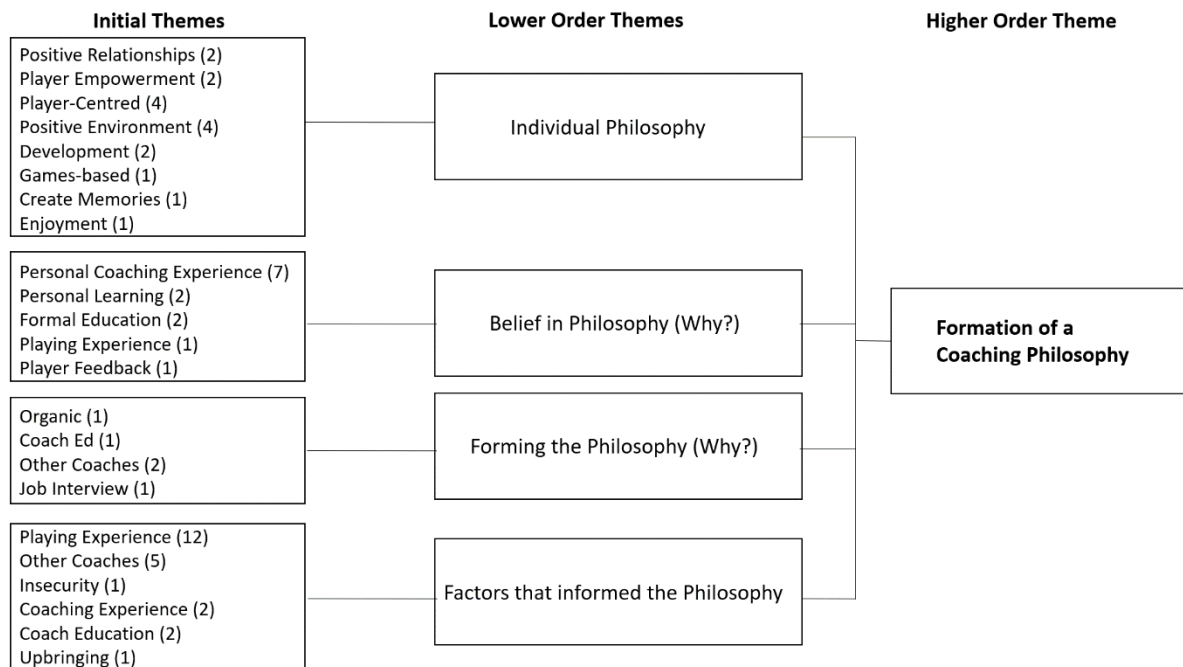 Initial Themes
Lower Order Themes
Higher Order Theme
Positive Relationships (2)
Player Empowerment (2)
Player-Centred (4)
Positive Environment (4)
Development (2)
Games-based (1)
Create Memories (1)
Enjoyment (1)
Individual Philosophy
Personal Coaching Experience (7)
Personal Learning (2)
Formal Education (2)
Playing Experience (1)
Player Feedback (1)
Belief in Philosophy (Why?)
Formation of a
Coaching Philosophy
Organic (1)
Coach Ed (1)
Other Coaches (2)
Job Interview (1)
Forming the Philosophy (Why?)
Playing Experience (12)
Other Coaches (5)
Insecurity (1)
Coaching Experience (2)
Coach Education (2)
Upbringing (1)
Factors that informed the Philosophy